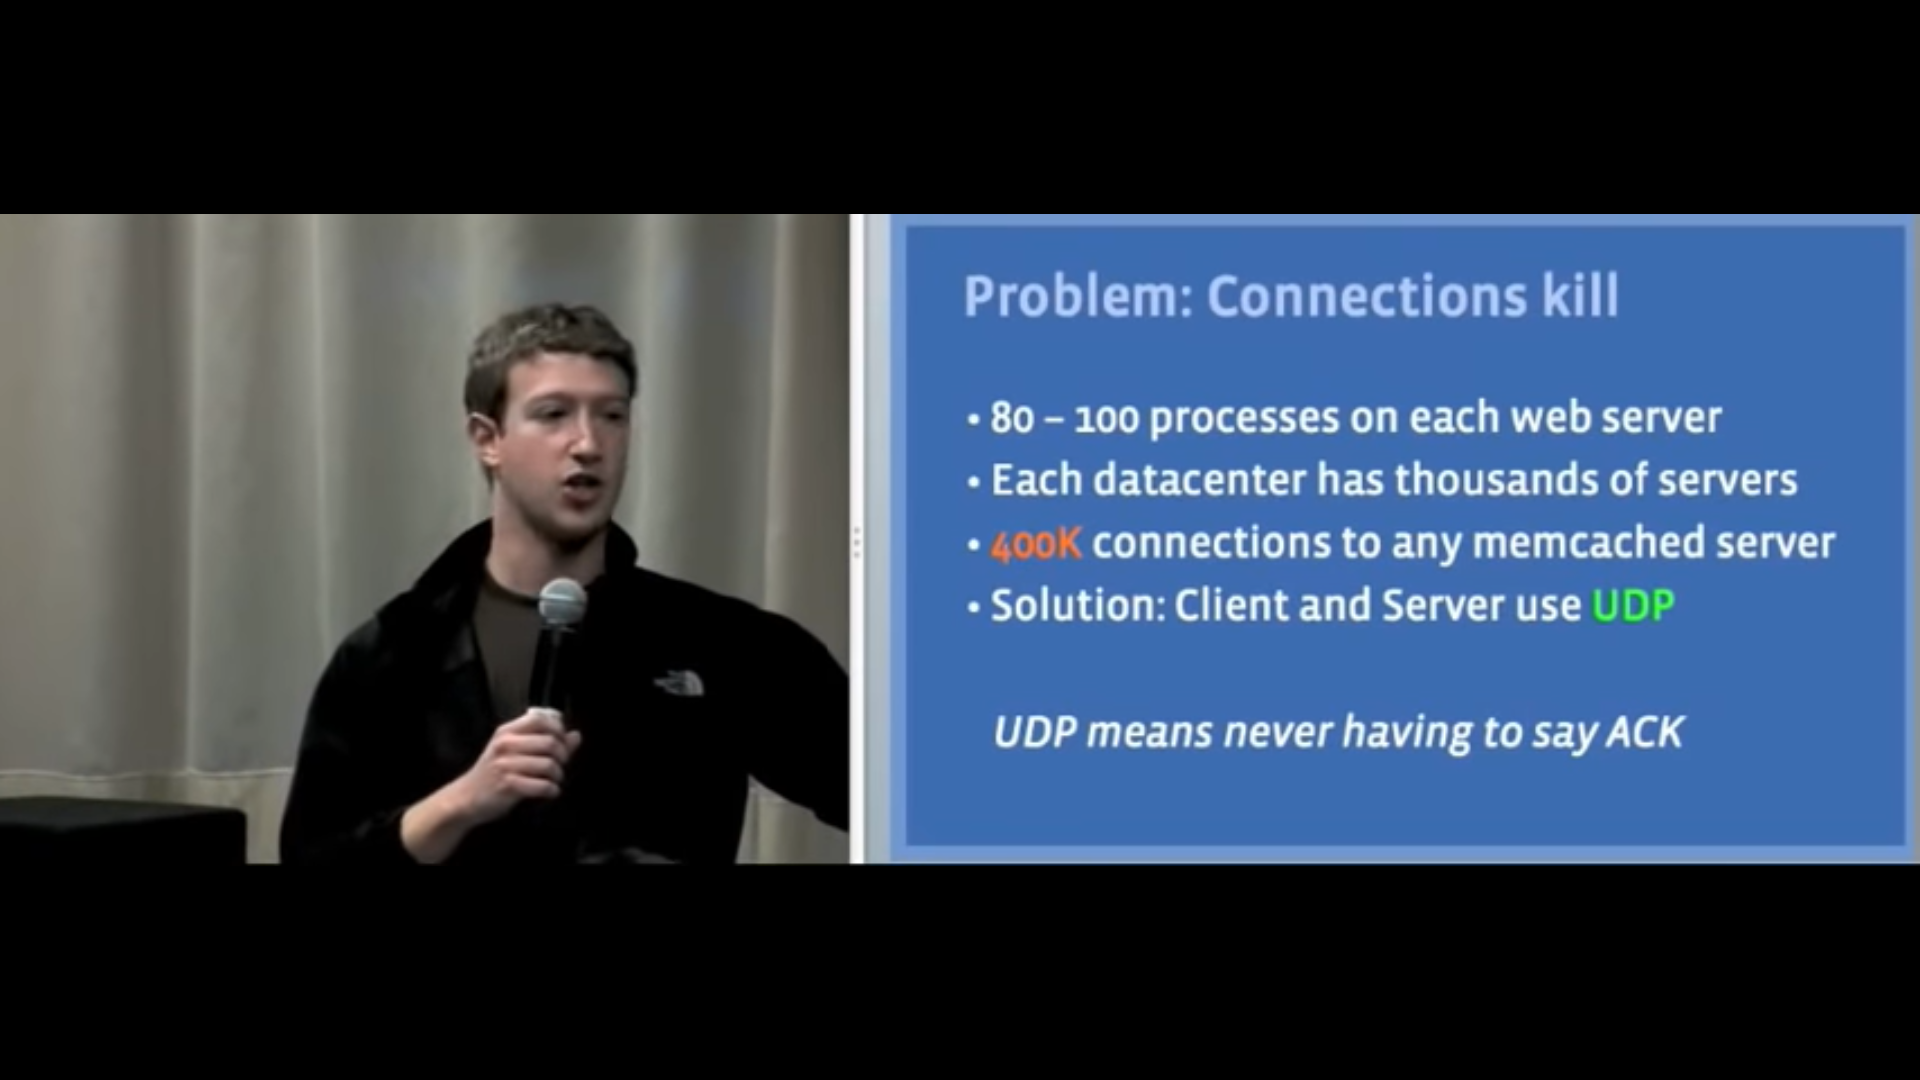 Problem: Connections kill
• 80 – 100 processes on each web server
• Each datacenter has thousands of servers
• 400K connections to any memcached server
• Solution: Client and Server use UDP
UDP means never having to say ACK